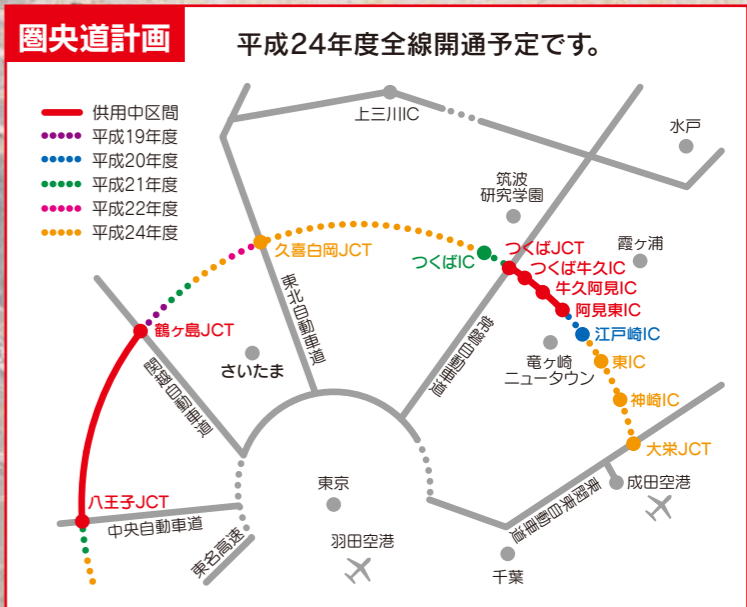 圏央道計画
平成24年度全線開通予定です。
供用中区間
平成19年度
平成20年度
平成21年度
平成22年度
平成24年度
上三川IC
水戸
筑波
研究学園
つくばJCT
つくばIC
つくば牛久IC
牛久阿見IC
阿見東IC
霞ヶ浦
久喜白岡JCT
東北自動車道
常磐自動車道
江戸崎IC
東IC
竜ヶ崎
ニュータウン
神崎IC
大栄JCT
鶴ヶ島JCT
関越自動車道
さいたま
八王子JCT
中央自動車道
東名高速
東京
羽田空港
東関東自動車道
成田空港
千葉